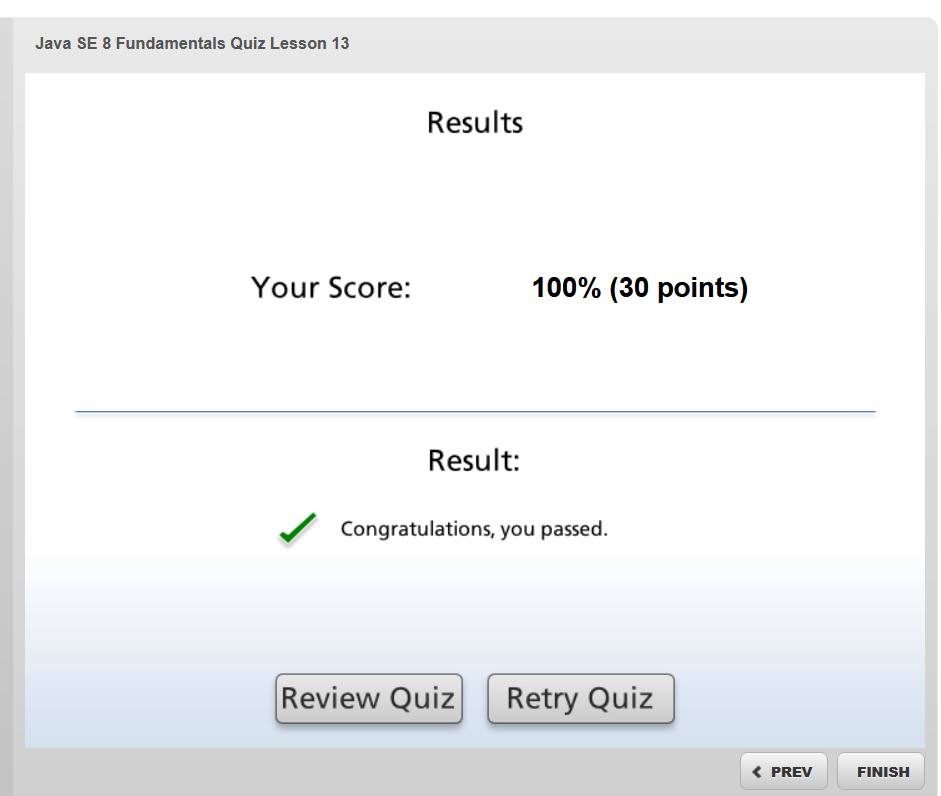 Java SE 8 Fundamentals Quiz Lesson 13
Results
Your Score: 100% (30 points)
Result:
Congratulations, you passed.
Review Quiz Retry Quiz
PREV FINISH